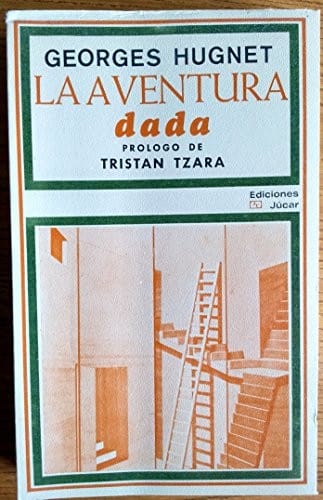 GEORGES HUGNET
LA AVENTURA
dada
PROLOGO DE
TRISTAN TZARA
Ediciones
Júcar